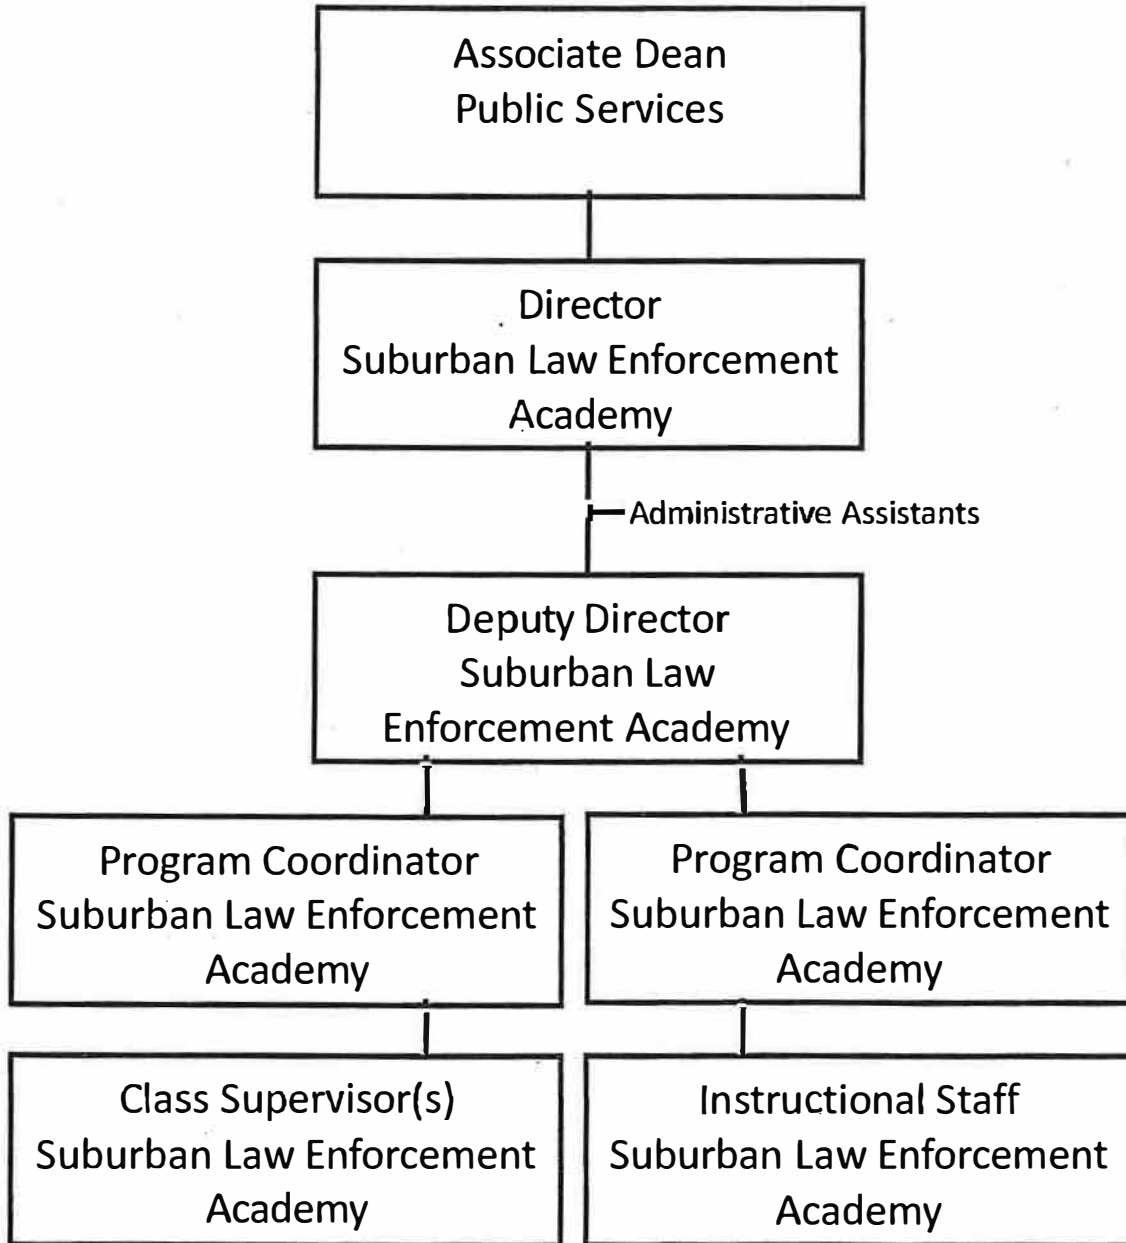 Associate Dean
Public Services
Director
Suburban Law Enforcement
Academy
Administrative Assistants
Deputy Director
Suburban Law
Enforcement Academy
Program Coordinator
Suburban Law Enforcement
Academy
Program Coordinator
Suburban Law Enforcement
Academy
Class Supervisor(s)
Suburban Law Enforcement
Academy
Instructional Staff
Suburban Law Enforcement
Academy